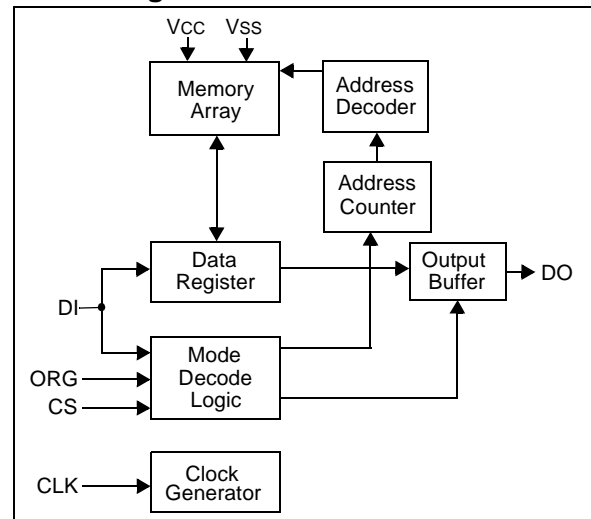 VCC VSS
Memory
Array
Address
Decoder
Address
Counter
Data
Register
Output
Buffer
DO
DI
Mode
Decode
Logic
ORG
CS
CLK
Clock
Generator